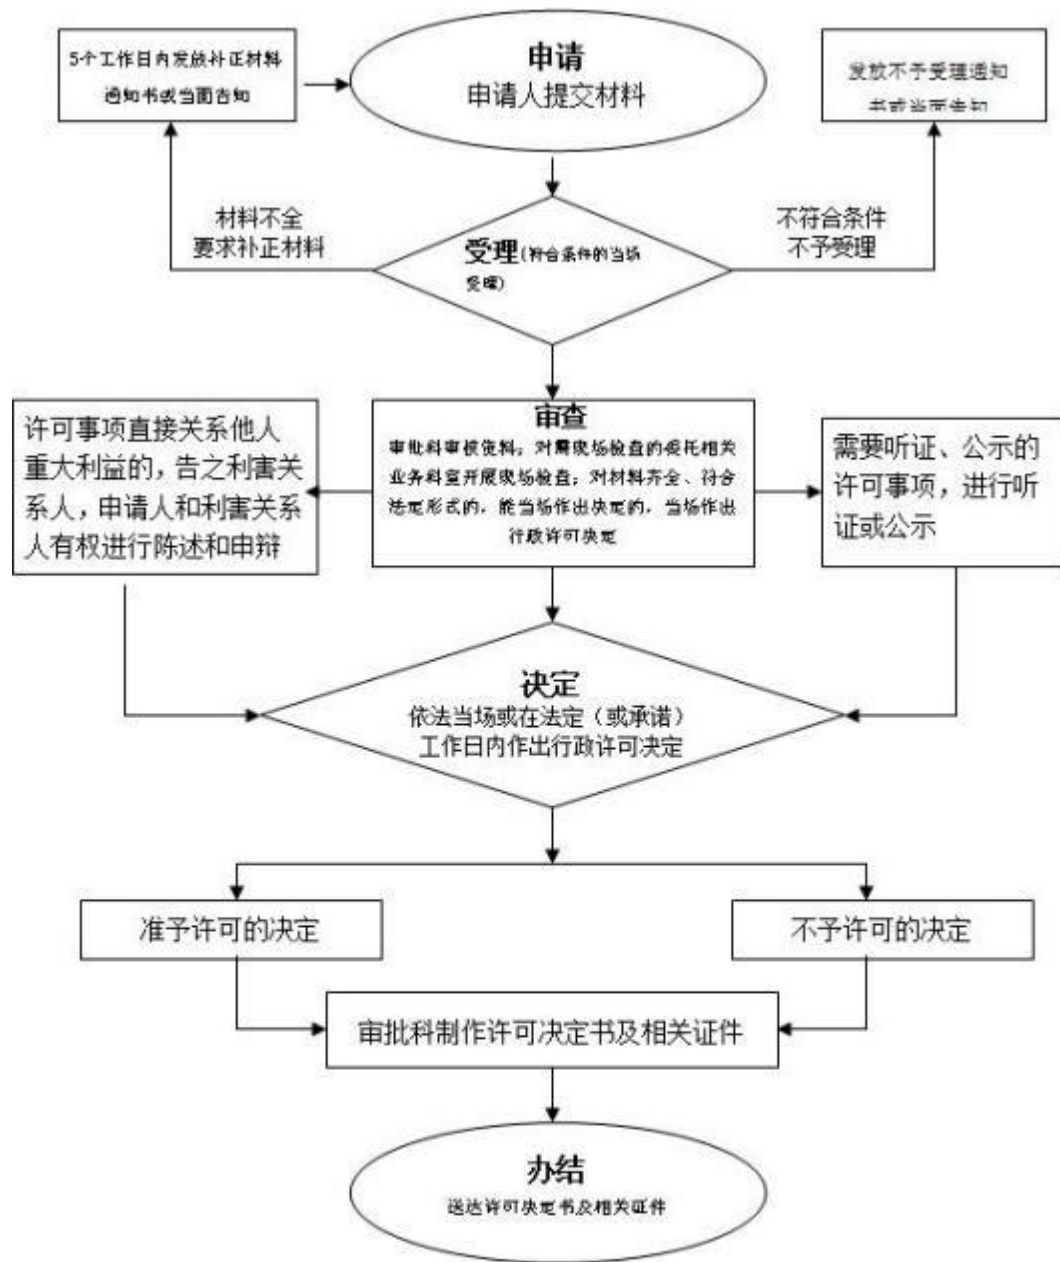 5个工作日内发放补正材料
通知书或当面告知
申请
申请人提交材料
发放不予受理通知
书或当面告知
材料不全
要求补正材料
不符合条件
不予受理
受理(符合条件的当场
受理)
许可事项直接关系他人
重大利益的，告之利害关
系人，申请人和利害关系
人有权进行陈述和申辩
审查
审批科审核资料；对需现场检查的委托相关
业务科室开展现场检查；对材料齐全、符合
法定形式的，能当场作出决定的，当场作出
行政许可决定
需要听证、公示的
许可事项，进行听
证或公示
决定
依法当场或在法定（或承诺）
工作日内作出行政许可决定
准予许可的决定
不予许可的决定
审批科制作许可决定书及相关证件
办结
送达许可决定书及相关证件